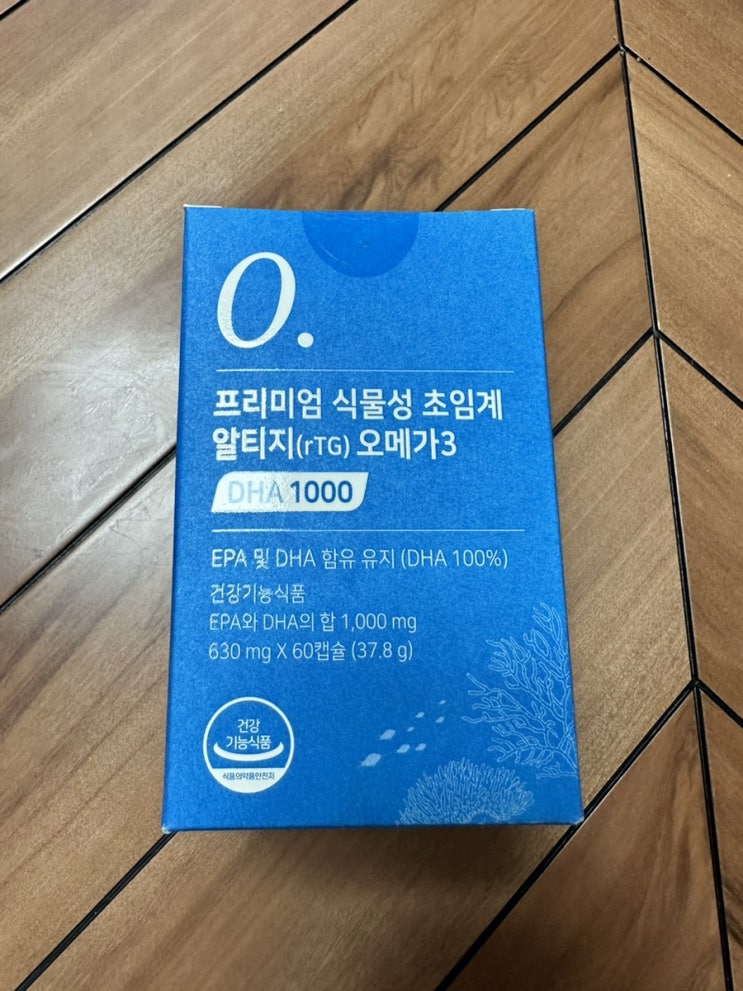 O.
프리미엄 식물성 초임계
알티지(rTG) 오메가3
DHA 1000
EPA 및 DHA 함유 유지 (DHA 100%)
건강기능식품
EPA와 DHA의 합 1,000 mg
630 mg X 60캡슐 (37.8 g)
건강
기능식품
식품의약품안전처